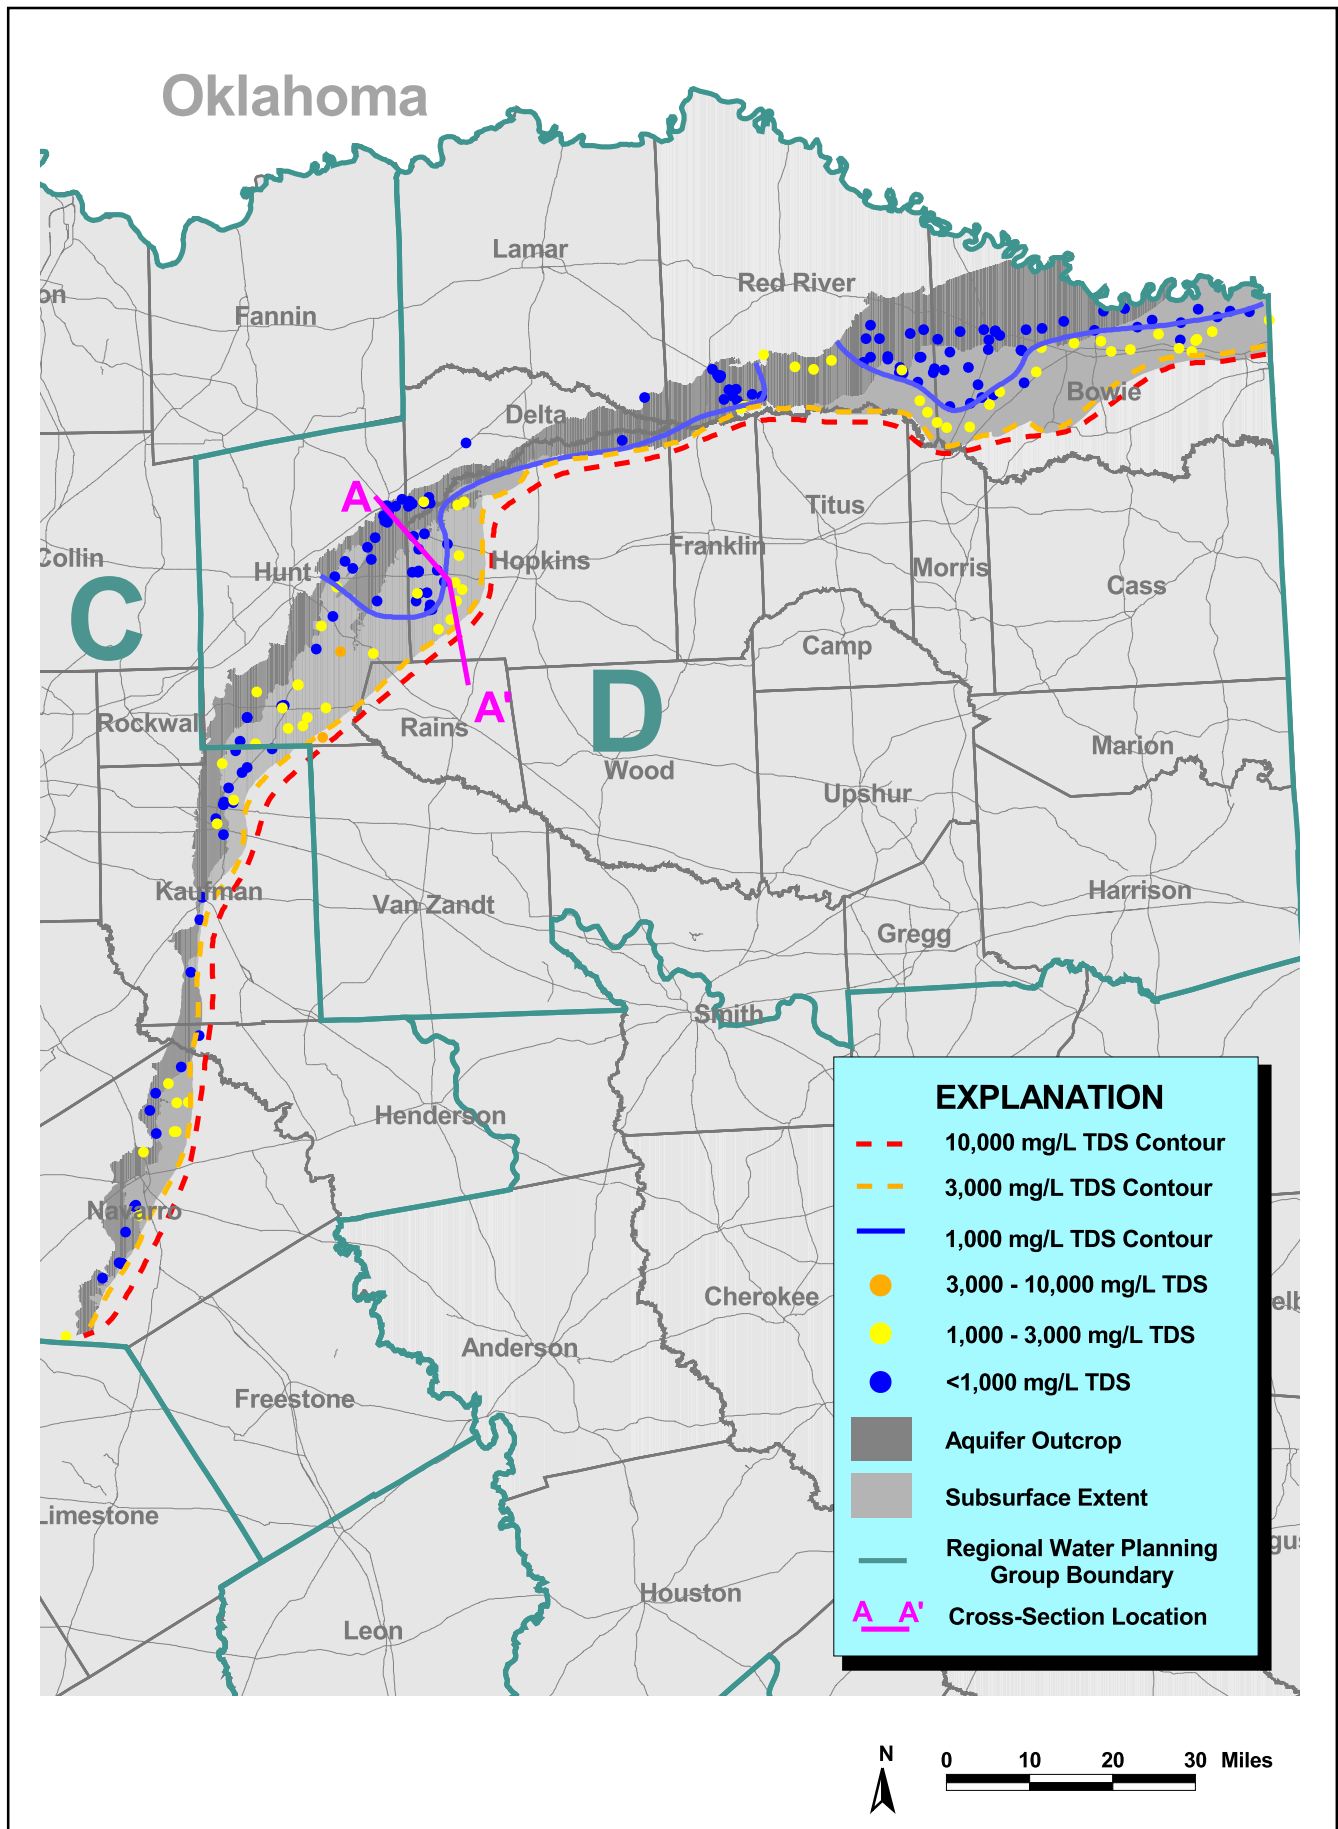 Oklahoma
Lamar
Red River
on
Fannin
Delta
Bowie
A
Titus
Collin
Hunt
Hopkins
Franklin
Morris
Cass
C
Camp
D
A'
Rockwal
Rains
Marion
Wood
Upshur
Kaufman
Van Zandt
Harrison
Gregg
Smith
Henderson
Navarro
Cherokee
Anderson
Freestone
Limestone
Houston
Leon
EXPLANATION
10,000 mg/L TDS Contour
3,000 mg/L TDS Contour
1,000 mg/L TDS Contour
3,000 - 10,000 mg/L TDS
1,000 - 3,000 mg/L TDS
<1,000 mg/L TDS
Aquifer Outcrop
Subsurface Extent
Regional Water Planning
Group Boundary
A A' Cross-Section Location
elb
gus
N
0 10 20 30 Miles